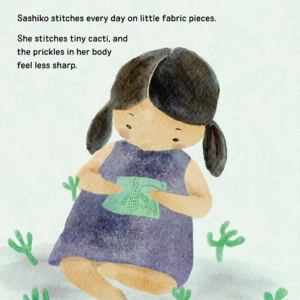 Sashiko stitches every day on little fabric pieces.
She stitches tiny cacti, and
the prickles in her body
feel less sharp.